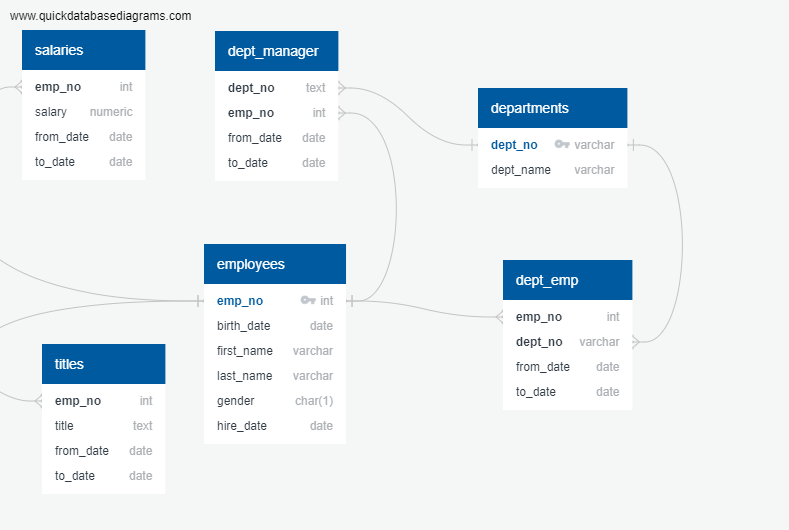 www.quickdatabasediagrams.com
salaries
emp_no int
salary numeric
from_date date
to_date date
dept_manager
dept_no text
emp_no int
from_date date
to_date date
departments
dept_no varchar
dept_name varchar
employees
emp_no int
birth_date date
first_name varchar
last_name varchar
gender char(1)
hire_date date
dept_emp
emp_no int
dept_no varchar
from_date date
to_date date
titles
emp_no int
title text
from_date date
to_date date